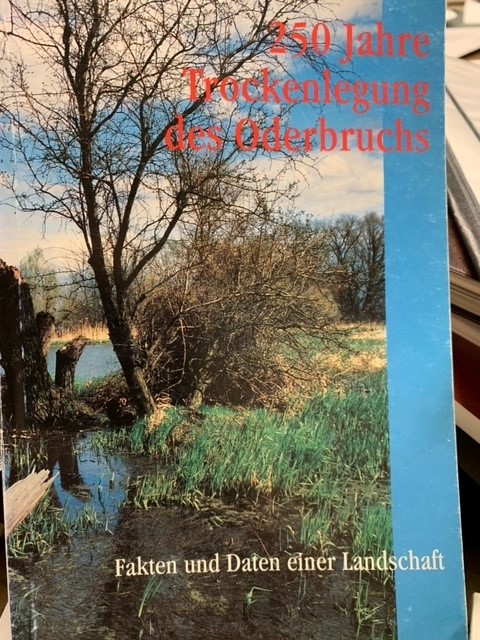 250 Jahre
Trockenlegung
des Oderbruchs
Fakten und Daten einer Landschaft